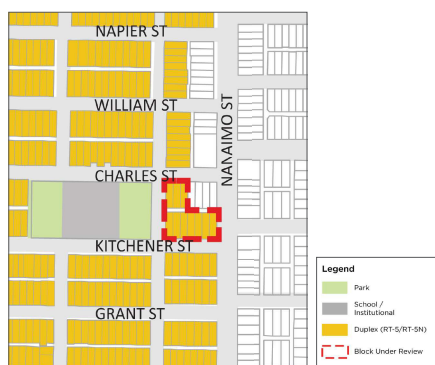 NAPIER ST
WILLIAM ST
NANAIMO ST
CHARLES ST
KITCHENER ST
GRANT ST
Legend
Park
School /
Institutional
Duplex (RT-5/RT-5N)
Block Under Review